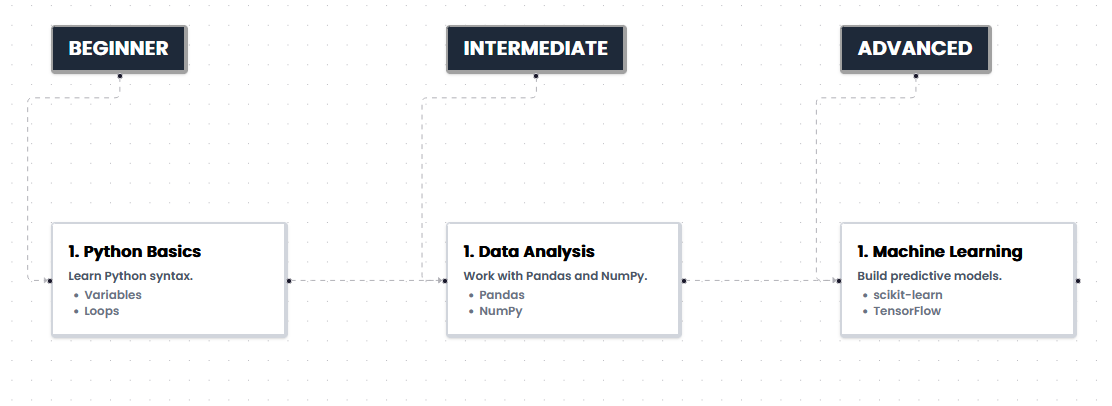 BEGINNER
INTERMEDIATE
ADVANCED
1. Python Basics
Learn Python syntax.
• Variables
• Loops
1. Data Analysis
Work with Pandas and NumPy.
• Pandas
• NumPy
1. Machine Learning
Build predictive models.
• scikit-learn
• TensorFlow